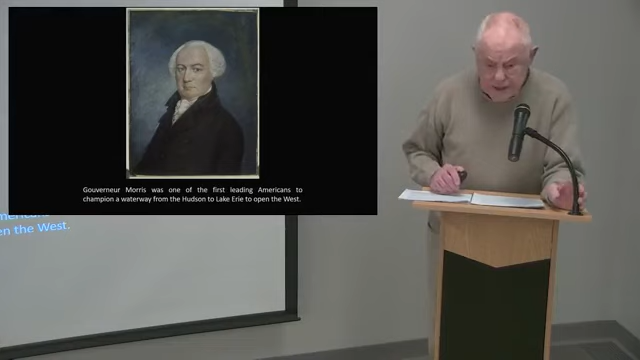 Gouverneur Morris was one of the first leading Americans to
champion a waterway from the Hudson to Lake Erie to open the West.
en the West.